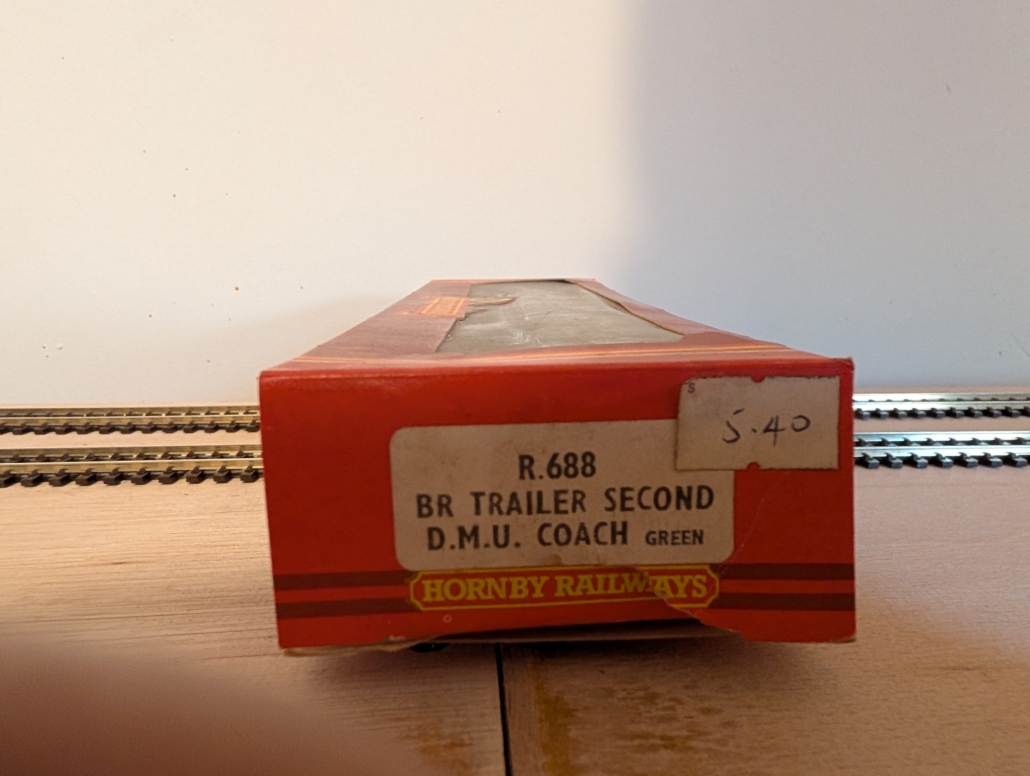 S
5.40
R.688
BR TRAILER SECOND
D.M.U. COACH GREEN
HORNBY RAILWAYS